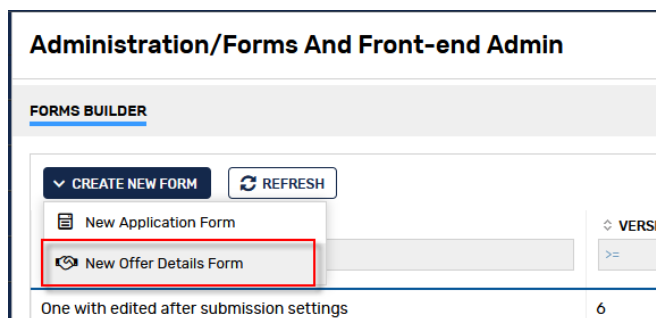 Administration/Forms And Front-end Admin
FORMS BUILDER
CREATE NEW FORM REFRESH
New Application Form
VERSI
>=
New Offer Details Form
One with edited after submission settings 6